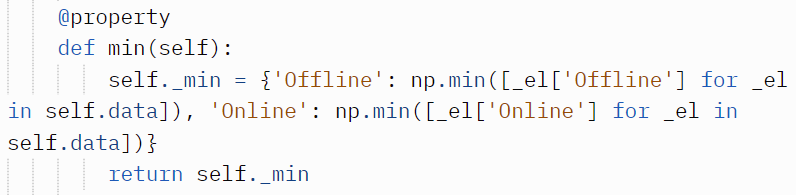 @property
def min(self):
self._min = {'Offline': np.min([_el['Offline'] for _el
in self.data]), 'Online': np.min([_el['Online'] for _el in
self.data])}
return self._min